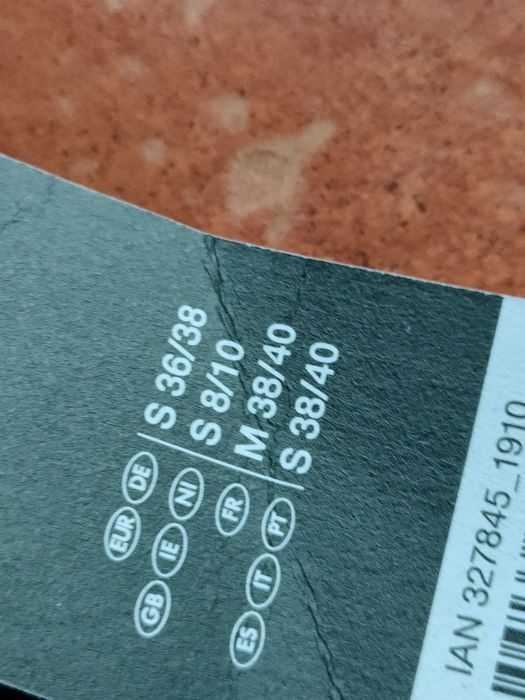 EUR DE S 36/38
GB IE NI S 8/10
FR M 38/40
ES IT PT S 38/40
IAN 327845_1910